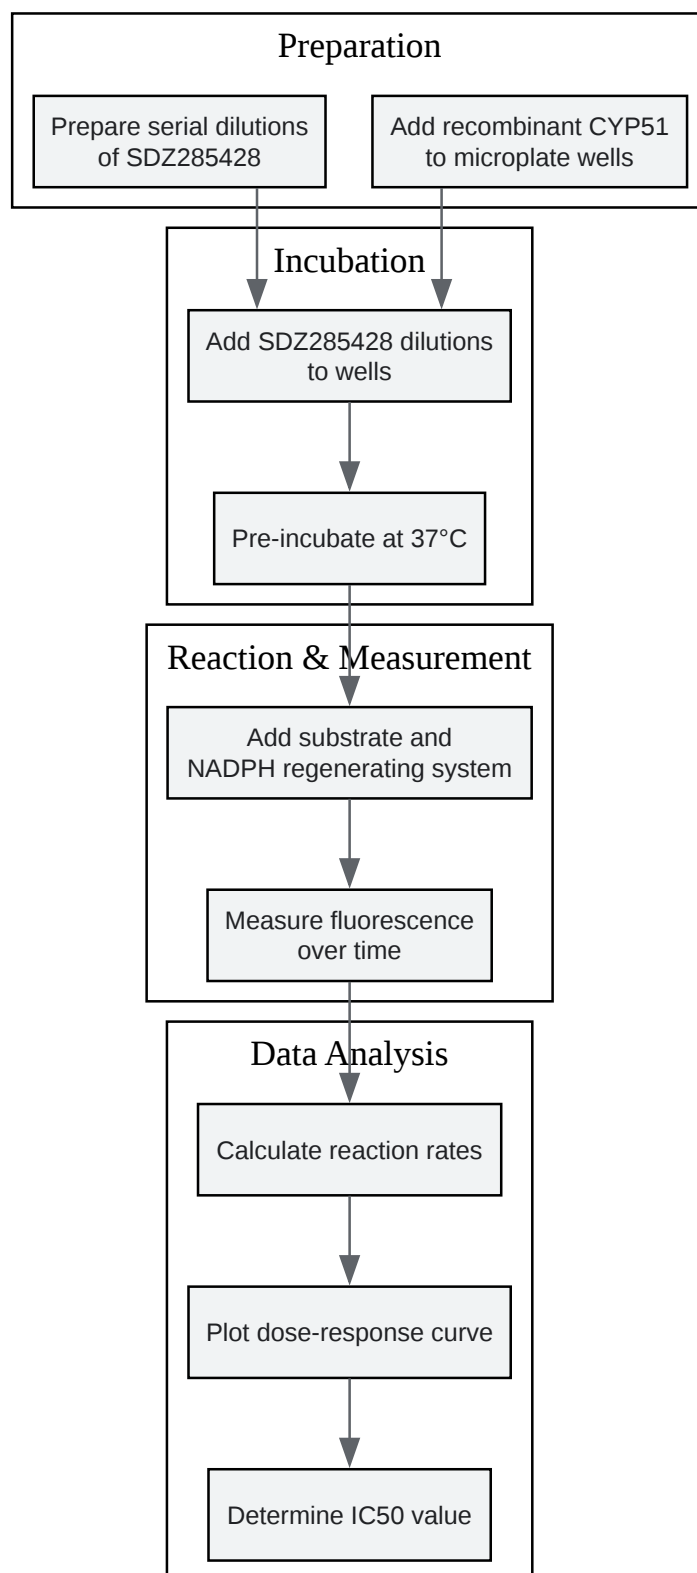 Preparation
Prepare serial dilutions
of SDZ285428
Add recombinant CYP51
to microplate wells
Incubation
Add SDZ285428 dilutions
to wells
Pre-incubate at 37°C
Reaction & Measurement
Add substrate and
NADPH regenerating system
Measure fluorescence
over time
Data Analysis
Calculate reaction rates
Plot dose-response curve
Determine IC50 value